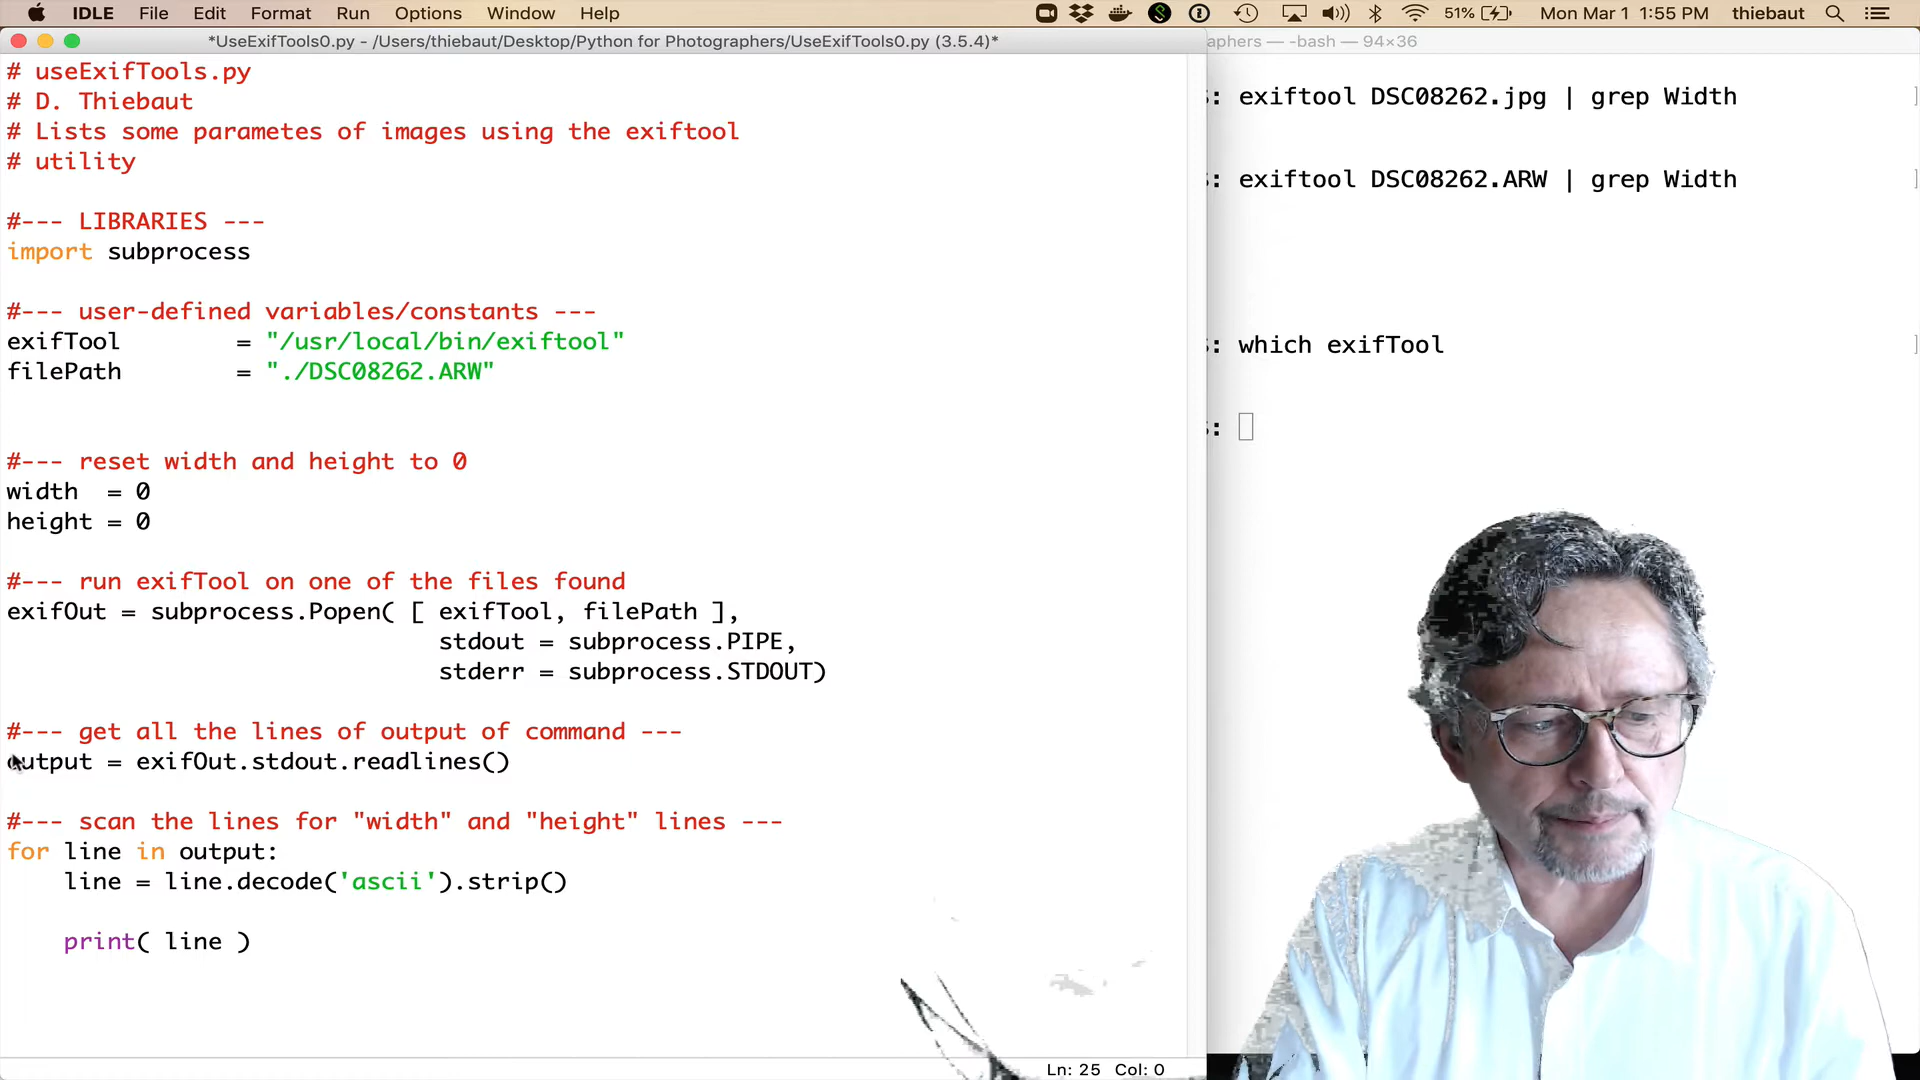 IDLE File Edit Format Run Options Window Help 51% Mon Mar 1 1:55 PM thiebaut
*UseExifTools0.py - /Users/thiebaut/Desktop/Python for Photographers/UseExifTools0.py (3.5.4)*
# useExifTools.py
# D. Thiebaut
# Lists some parametes of images using the exiftool
# utility
#--- LIBRARIES ---
import subprocess
#--- user-defined variables/constants ---
exifTool = "/usr/local/bin/exiftool"
filePath = "./DSC08262.ARW"
#--- reset width and height to 0
width = 0
height = 0
#--- run exifTool on one of the files found
exifOut = subprocess.Popen( [ exifTool, filePath ],
stdout = subprocess.PIPE,
stderr = subprocess.STDOUT)
#--- get all the lines of output of command ---
output = exifOut.stdout.readlines()
#--- scan the lines for "width" and "height" lines ---
for line in output:
line = line.decode('ascii').strip()
print( line )
Ln: 25 Col: 0
aphers — -bash — 94×36
: exiftool DSC08262.jpg | grep Width
: exiftool DSC08262.ARW | grep Width
: which exifTool
: